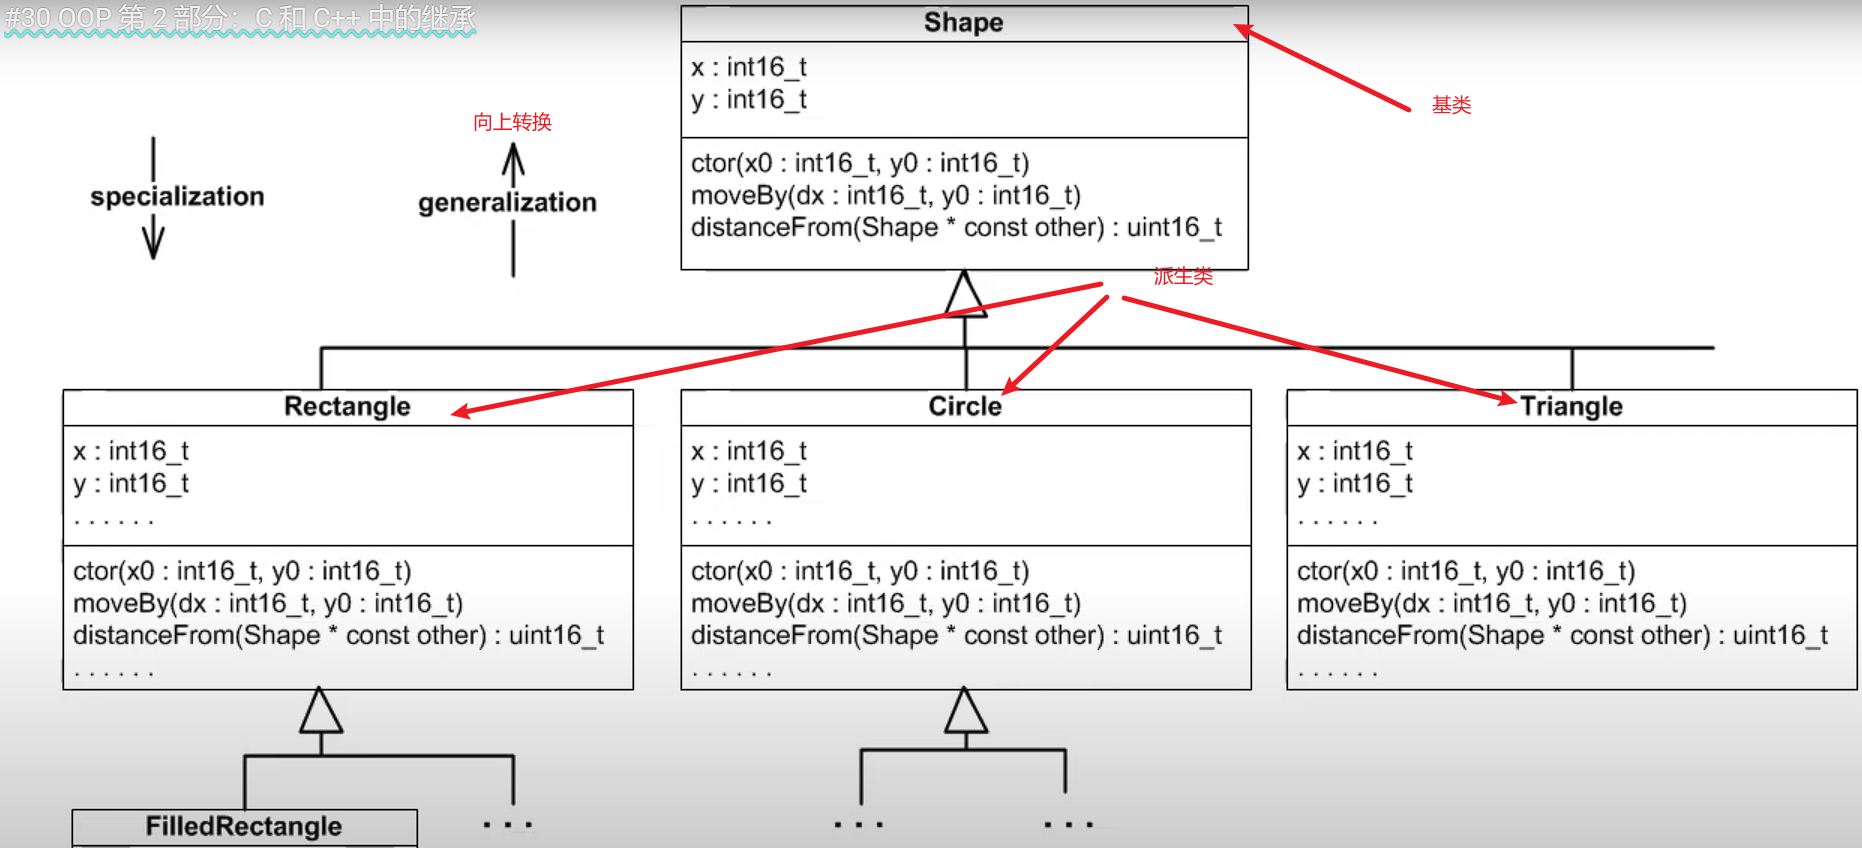 #30 OOP 第 2 部分：C 和 C++ 中的继承
Shape
x : int16_t
y : int16_t
基类
向上转换
specialization
generalization
ctor(x0 : int16_t, y0 : int16_t)
moveBy(dx : int16_t, y0 : int16_t)
distanceFrom(Shape * const other) : uint16_t
派生类
Rectangle
x : int16_t
y : int16_t
. . . . . .
ctor(x0 : int16_t, y0 : int16_t)
moveBy(dx : int16_t, y0 : int16_t)
distanceFrom(Shape * const other) : uint16_t
. . . . . .
Circle
x : int16_t
y : int16_t
. . . . . .
ctor(x0 : int16_t, y0 : int16_t)
moveBy(dx : int16_t, y0 : int16_t)
distanceFrom(Shape * const other) : uint16_t
. . . . . .
Triangle
x : int16_t
y : int16_t
. . . . . .
ctor(x0 : int16_t, y0 : int16_t)
moveBy(dx : int16_t, y0 : int16_t)
distanceFrom(Shape * const other) : uint16_t
. . . . . .
FilledRectangle
. . .
. . .
. . .